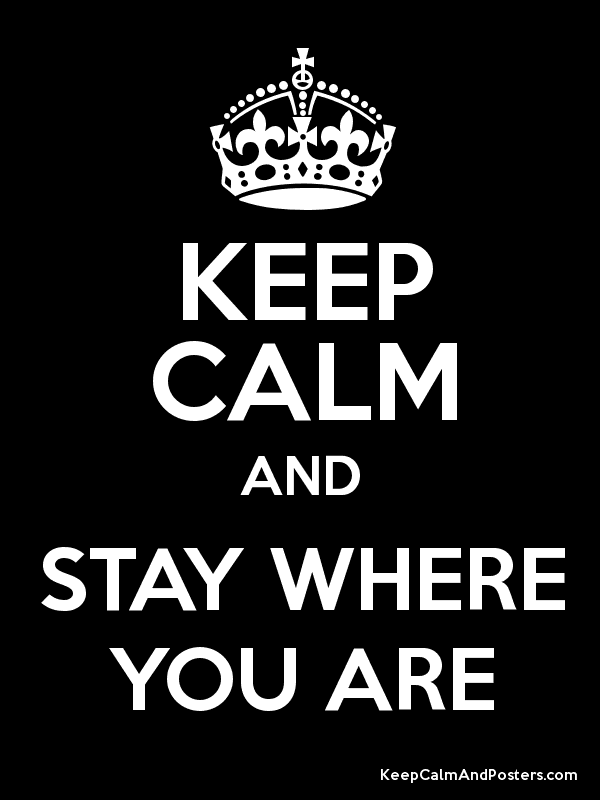 KEEP
CALM
AND
STAY WHERE
YOU ARE
KeepCalmAndPosters.com